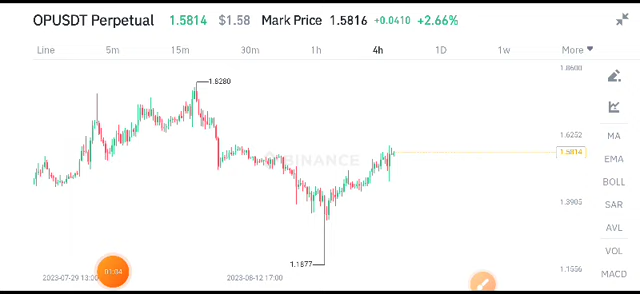 OPUSDT Perpetual 1.5814 $1.58 Mark Price 1.5816 +0.0410 +2.66%
Line 5m 15m 30m 1h 4h 1D 1w More
1.8600
1.8280
1.6252
1.5814
BINANCE
1.3905
1.1877
1.1556
2023-07-29 13:00
2023-08-12 17:00
01:04
MA
EMA
BOLL
SAR
AVL
VOL
MACD